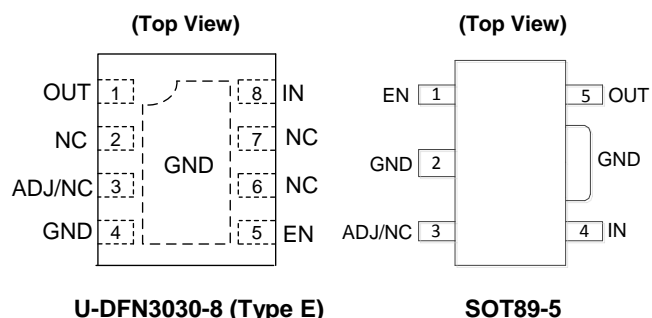 (Top View)
OUT 1 8 IN
NC 2 7 NC
GND
ADJ/NC 3 6 NC
GND 4 5 EN
U-DFN3030-8 (Type E)
(Top View)
EN 1 5 OUT
GND 2 GND
ADJ/NC 3 4 IN
SOT89-5